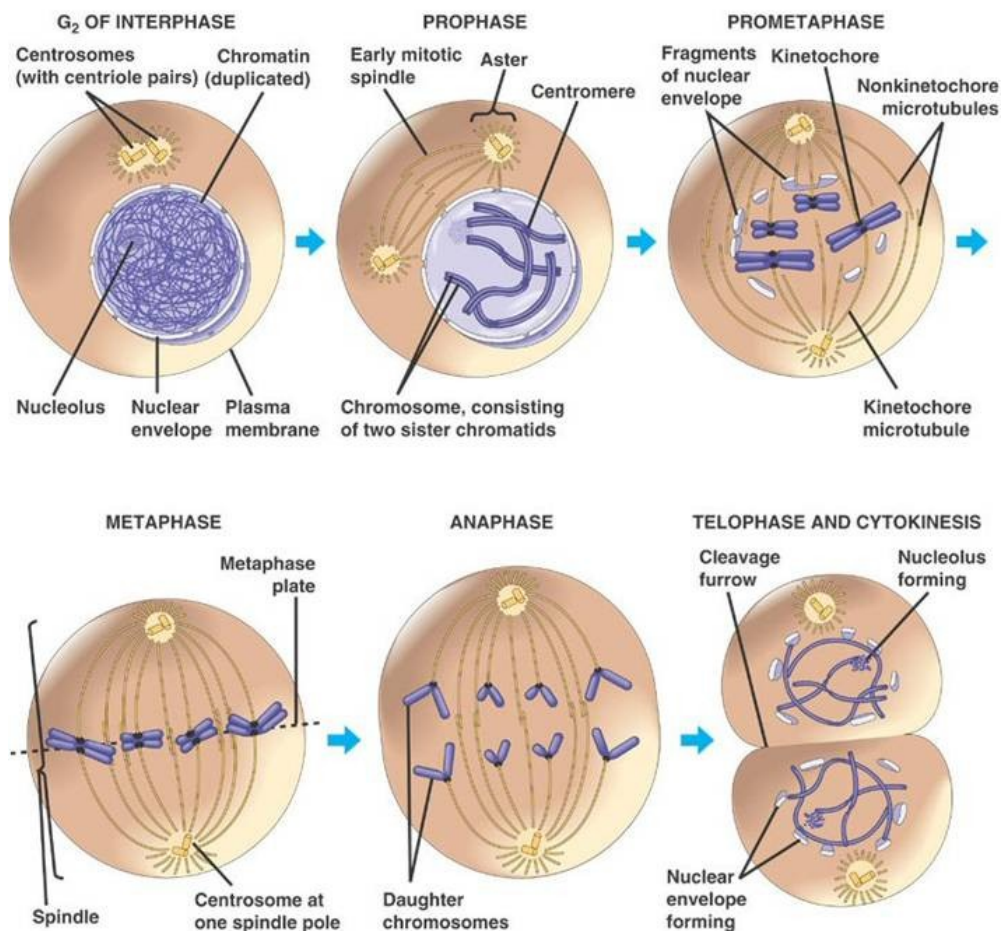 G₂ OF INTERPHASE
Centrosomes
(with centriole pairs)
Chromatin
(duplicated)
Nucleolus
Nuclear
envelope
Plasma
membrane
PROPHASE
Early mitotic
spindle
Aster
Centromere
Chromosome, consisting
of two sister chromatids
PROMETAPHASE
Fragments
of nuclear
envelope
Kinetochore
Nonkinetochore
microtubules
Kinetochore
microtubule
METAPHASE
Metaphase
plate
Spindle
Centrosome at
one spindle pole
ANAPHASE
Daughter
chromosomes
TELOPHASE AND CYTOKINESIS
Cleavage
furrow
Nucleolus
forming
Nuclear
envelope
forming